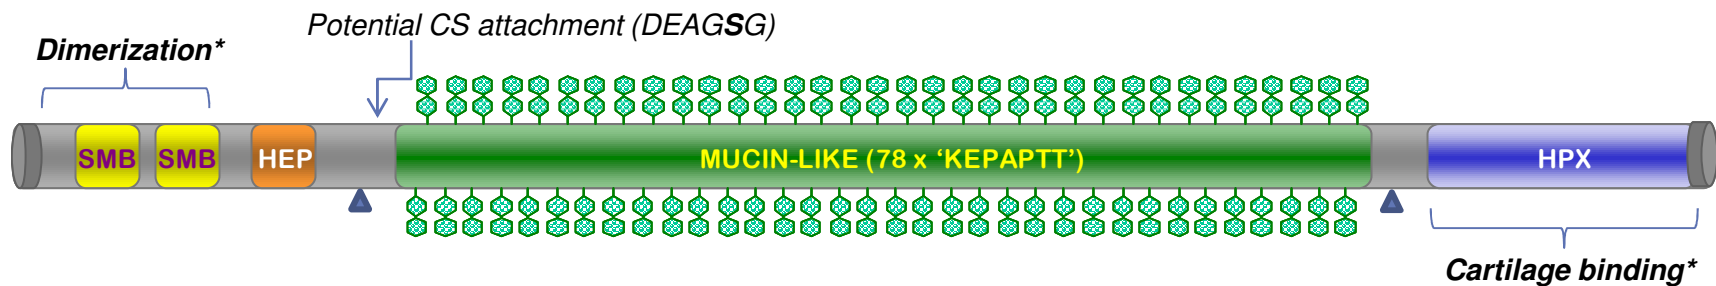 Potential CS attachment (DEAGSG)
Dimerization*
SMB SMB HEP MUCIN-LIKE (78 x ‘KEPAPTT’) HPX
Cartilage binding*